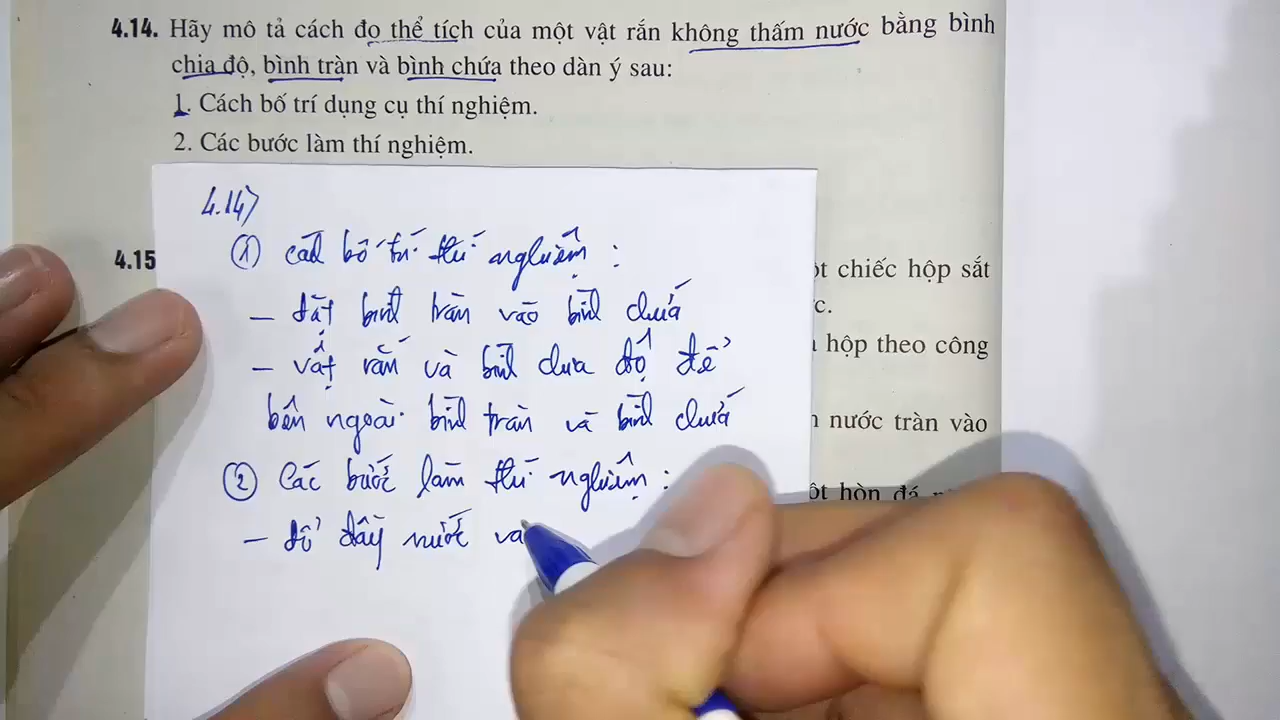 4.14. Hãy mô tả cách đo thể tích của một vật rắn không thấm nước bằng bình
chia độ, bình tràn và bình chứa theo dàn ý sau:
1. Cách bố trí dụng cụ thí nghiệm.
2. Các bước làm thí nghiệm.
4.14)
① cách bố trí thí nghiệm :
– đặt bình tràn vào bình chứa
– vật rắn và bình chia độ để
bên ngoài bình tràn và bình chứa
② Các bước làm thí nghiệm :
– đổ đầy nước và
4.15
ột chiếc hộp sắt
c.
hộp theo công
nước tràn vào
ột hòn đá